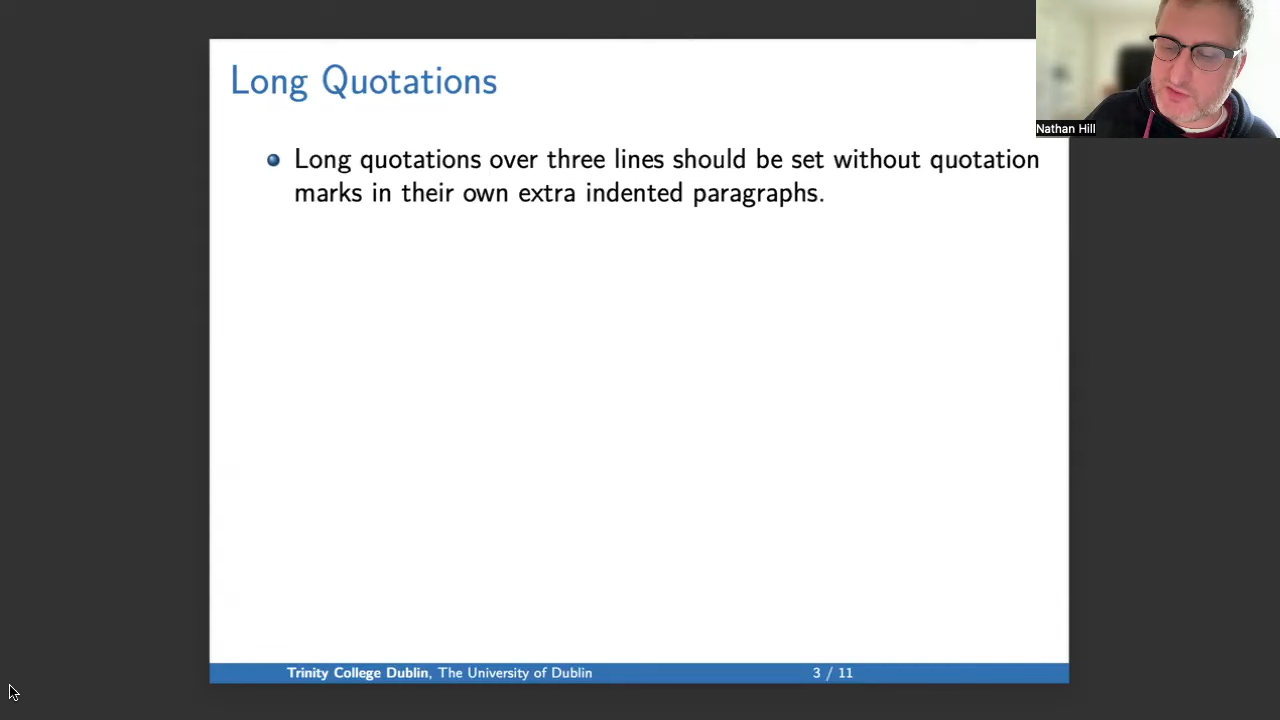 Long Quotations
Nathan Hill
Long quotations over three lines should be set without quotation
marks in their own extra indented paragraphs.
Trinity College Dublin, The University of Dublin 3 / 11